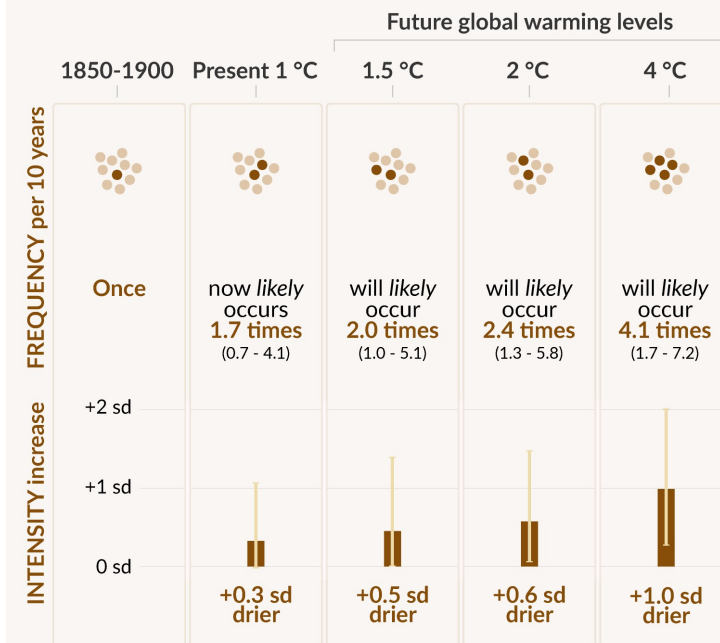 Future global warming levels
1850-1900 Present 1 °C 1.5 °C 2 °C 4 °C
FREQUENCY per 10 years
Once
now likely occurs
1.7 times
(0.7 - 4.1)
will likely
occur
2.0 times
(1.0 - 5.1)
will likely
occur
2.4 times
(1.3 - 5.8)
will likely
occur
4.1 times
(1.7 - 7.2)
INTENSITY increase
+2 sd
+1 sd
0 sd
+0.3 sd
drier
+0.5 sd
drier
+0.6 sd
drier
+1.0 sd
drier